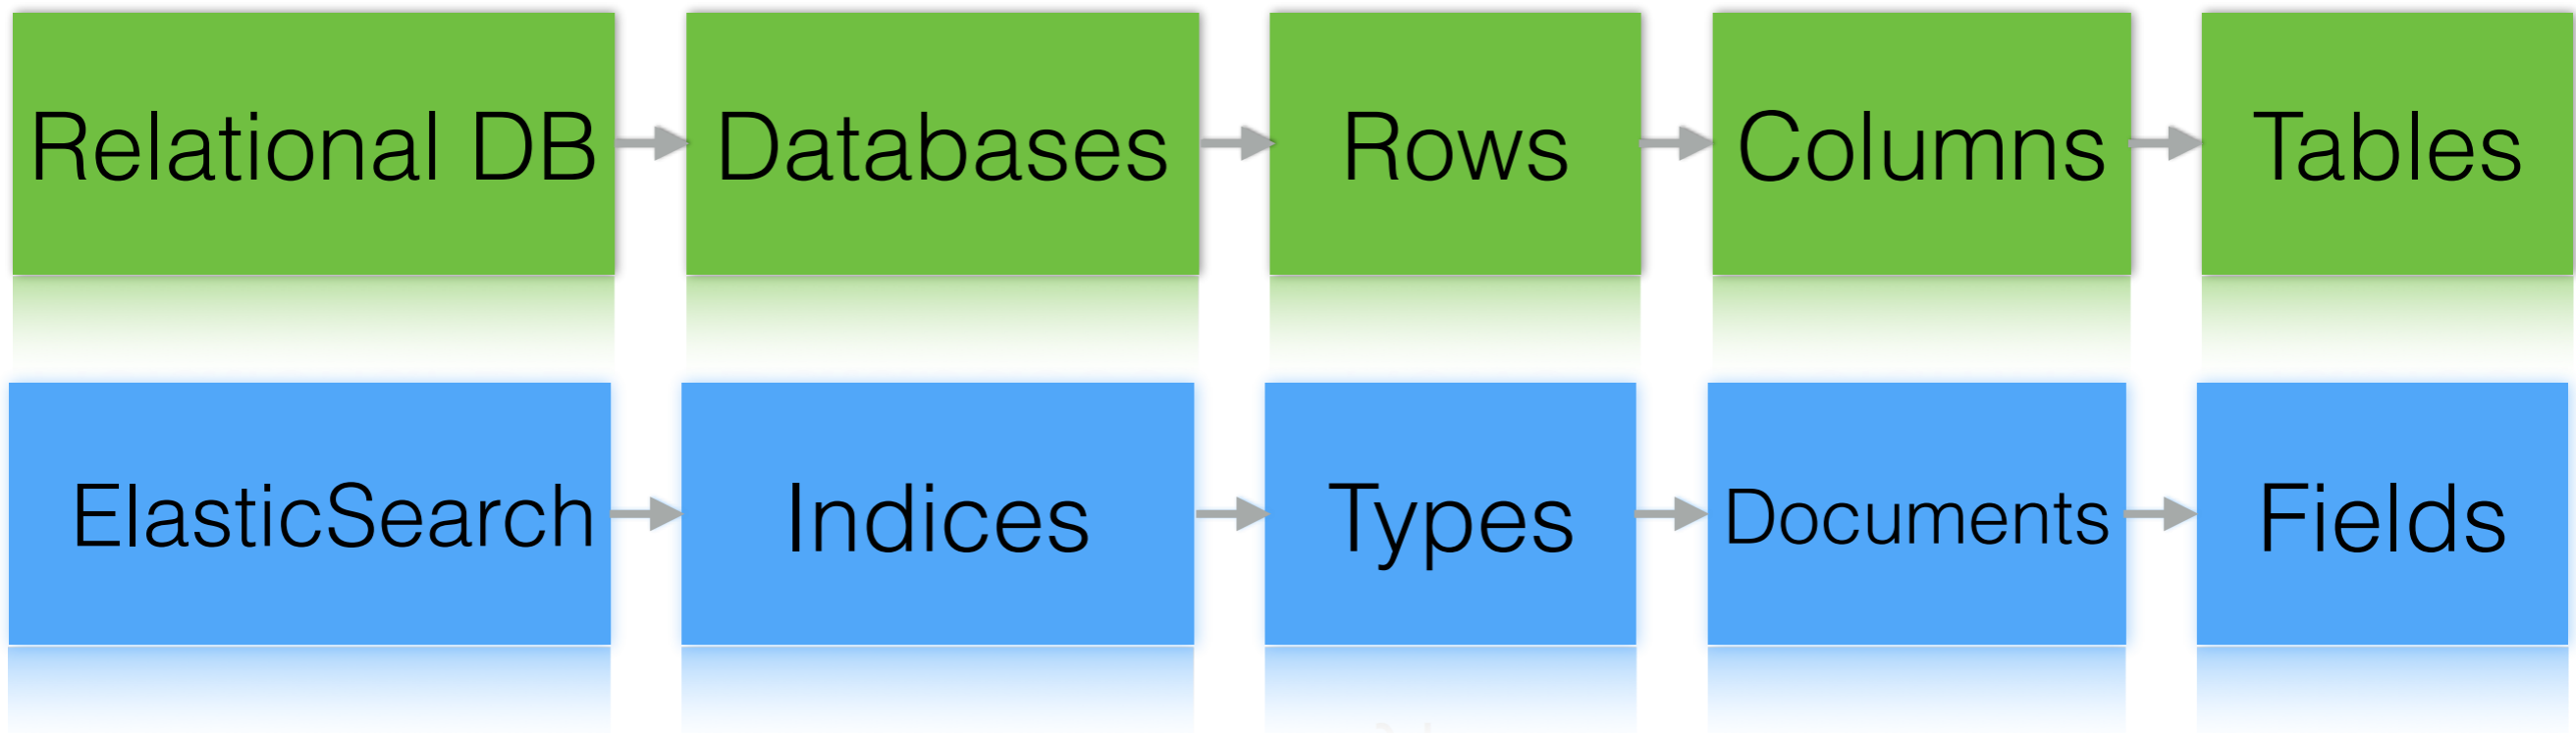 Relational DB Databases Rows Columns Tables
ElasticSearch Indices Types Documents Fields